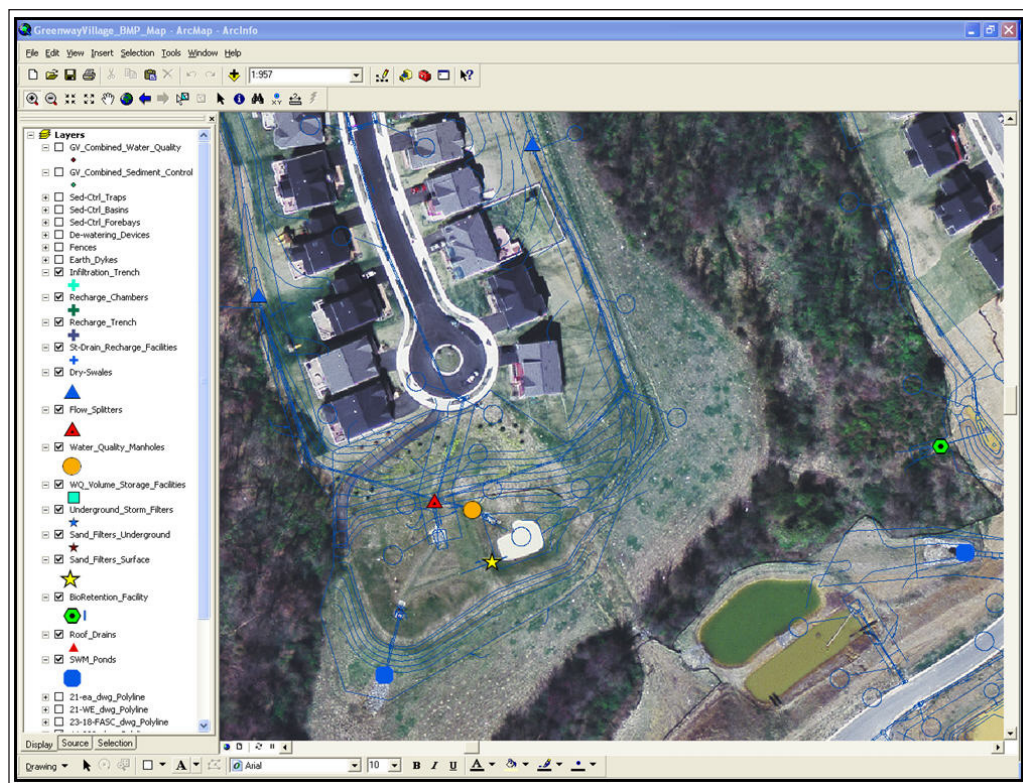 GreenwayVillage_BMP_Map - ArcMap - ArcInfo
File Edit View Insert Selection Tools Window Help
1:957
Layers
GV_Combined_Water_Quality
GV_Combined_Sediment_Control
Sed-Ctrl_Traps
Sed-Ctrl_Basins
Sed-Ctrl_Forebays
De-watering_Devices
Fences
Earth_Dykes
Infiltration_Trench
Recharge_Chambers
Recharge_Trench
St-Drain_Recharge_Facilities
Dry-Swales
Flow_Splitters
Water_Quality_Manholes
WQ_Volume_Storage_Facilities
Underground_Storm_Filters
Sand_Filters_Underground
Sand_Filters_Surface
BioRetention_Facility
Roof_Drains
SWM_Ponds
21-ea_dwg_Polyline
21-WE_dwg_Polyline
23-18-FASC_dwg_Polyline
Display Source Selection
Drawing A Arial 10 B I U A